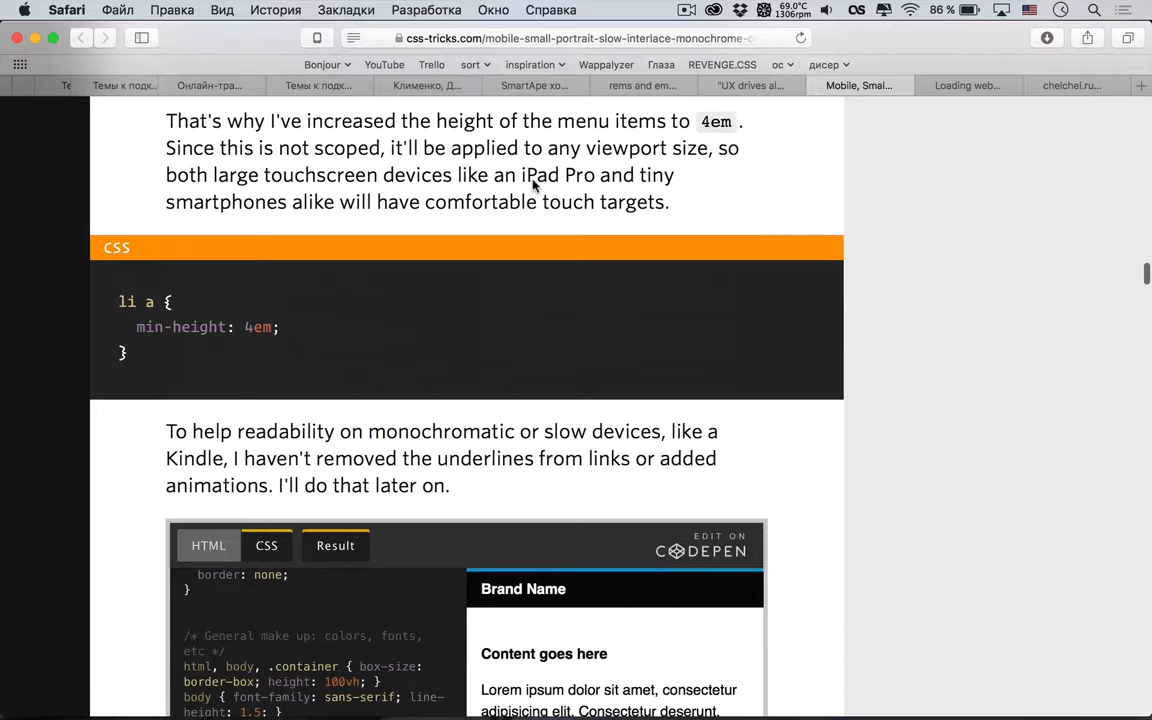 Safari Файл Правка Вид История Закладки Разработка Окно Справка 69.0°C 1306rpm 86 %
css-tricks.com/mobile-small-portrait-slow-interlace-monochrome-c
Bonjour YouTube Trello sort inspiration Wappalyzer Глаза REVENGE.CSS ос дисер
Те Темы к подк... Онлайн-тра... Темы к подк... Клименко, Д... SmartApe хо... rems and em... "UX drives al... Mobile, Smal... Loading web... chelchel.ru...
That's why I've increased the height of the menu items to 4em .
Since this is not scoped, it'll be applied to any viewport size, so
both large touchscreen devices like an iPad Pro and tiny
smartphones alike will have comfortable touch targets.
CSS
li a {
min-height: 4em;
}
To help readability on monochromatic or slow devices, like a
Kindle, I haven't removed the underlines from links or added
animations. I'll do that later on.
HTML CSS Result
EDIT ON
CODEPEN
border: none;
}
/* General make up: colors, fonts,
etc */
html, body, .container { box-size:
border-box; height: 100vh; }
body { font-family: sans-serif; line-
height: 1.5; }
Brand Name
Content goes here
Lorem ipsum dolor sit amet, consectetur
adipisicing elit. Consectetur deserunt,